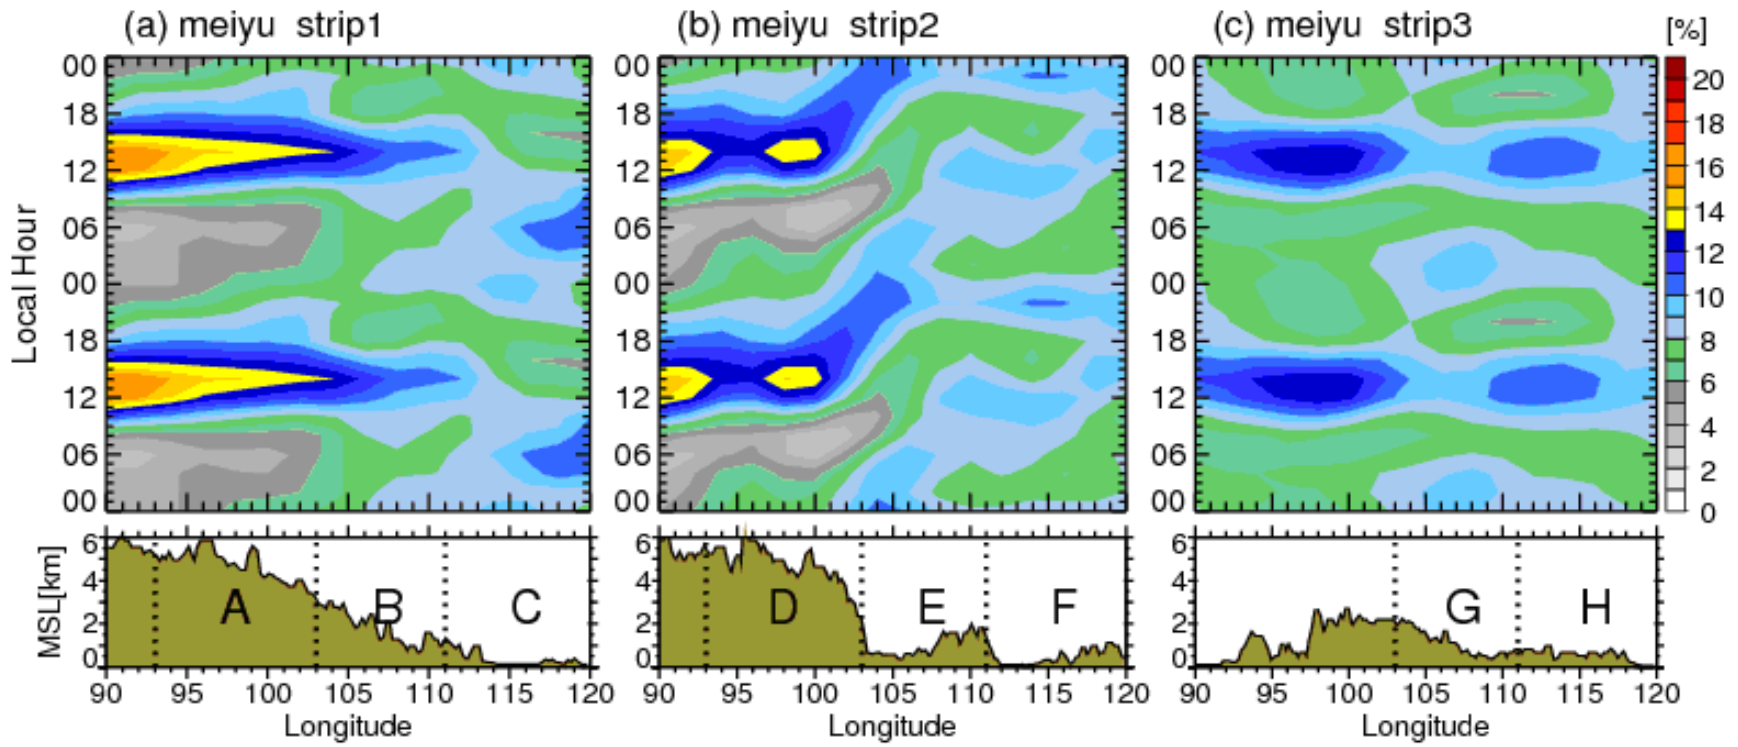 (a) meiyu strip1 (b) meiyu strip2 (c) meiyu strip3 [%]
00 00 00 20
18 18 18 18
12 12 12 16
06 06 06 14
00 00 00 12
18 18 18 10
12 12 12 8
06 06 06 6
00 00 00 4
2
0
Local Hour
6 6 6
4 4 4
2 2 2
0 0 0
MSL[km]
A B C D E F G H
90 95 100 105 110 115 120 90 95 100 105 110 115 120 90 95 100 105 110 115 120
Longitude Longitude Longitude